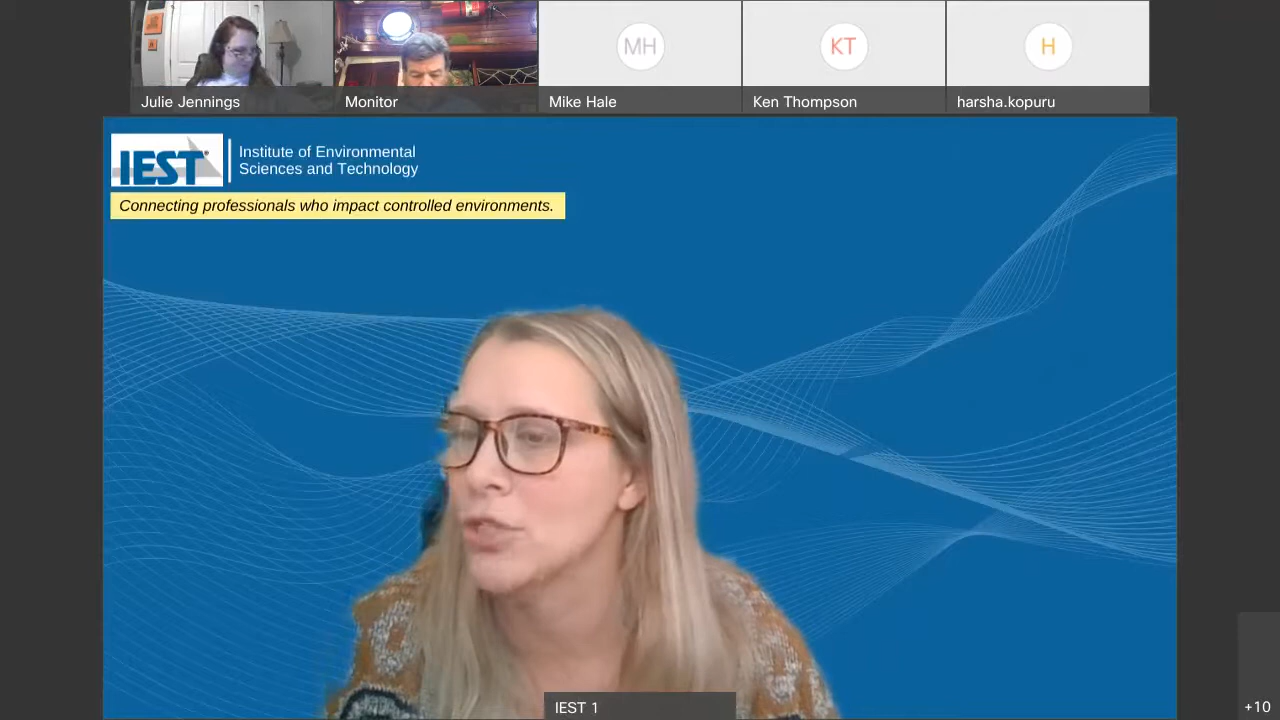 Julie Jennings
Monitor
MH
Mike Hale
KT
Ken Thompson
H
harsha.kopuru
IEST
Institute of Environmental
Sciences and Technology
Connecting professionals who impact controlled environments.
IEST 1
+10